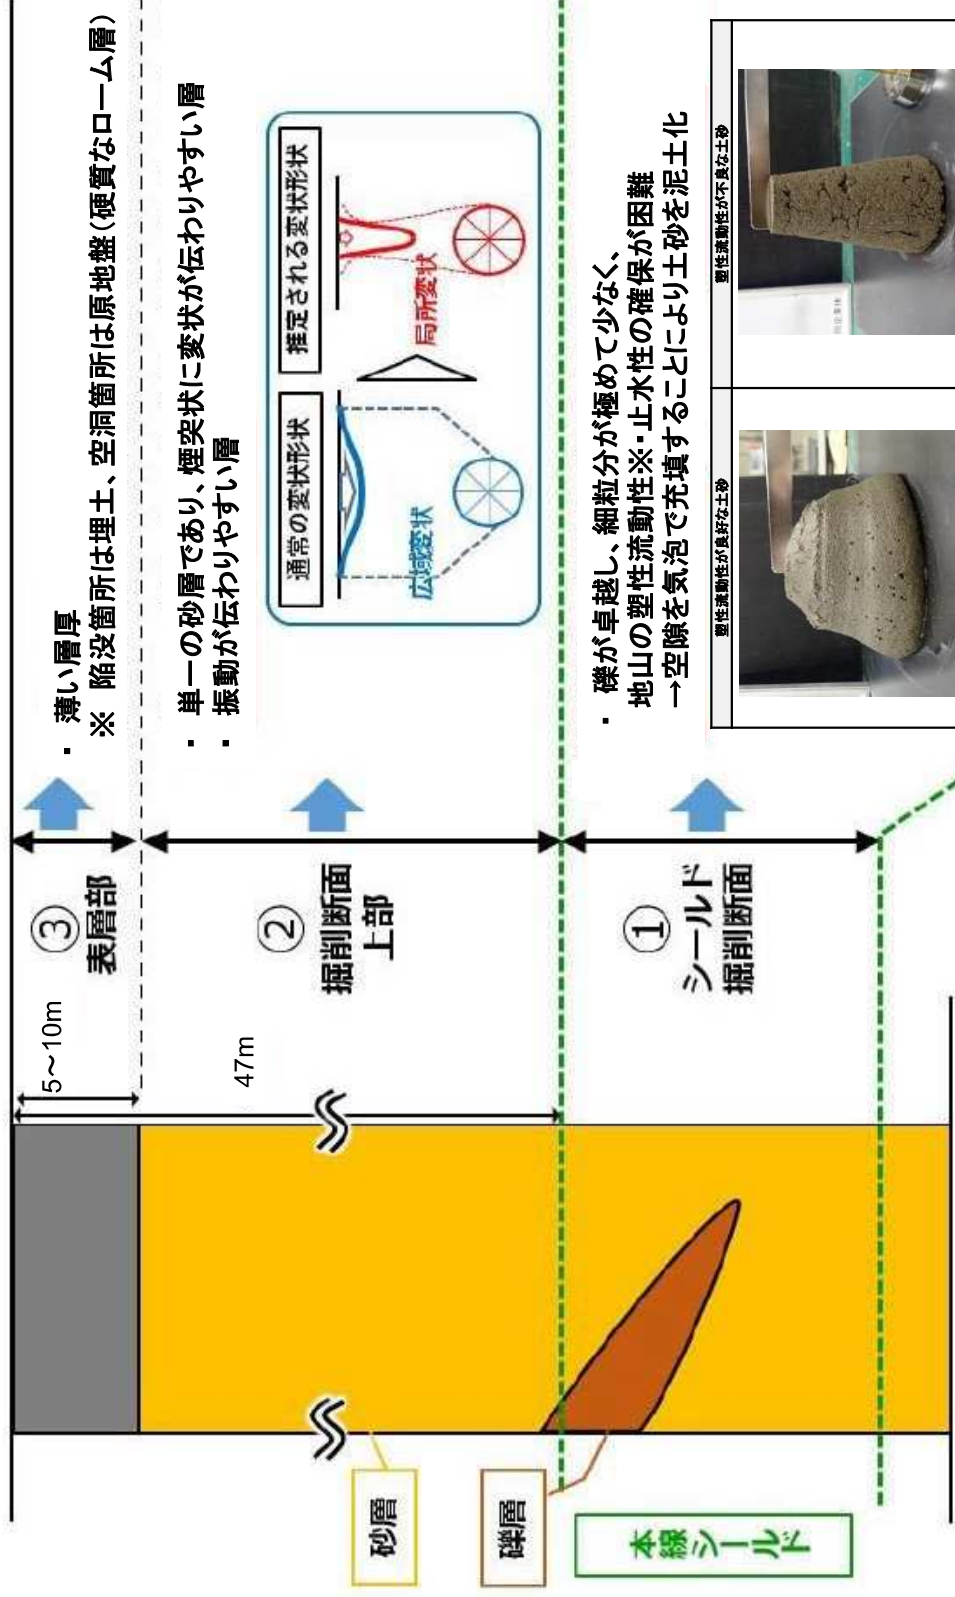 5～10m
③
表層部
・ 薄い層厚
※ 陥没箇所は埋土、空洞箇所は原地盤(硬質なローム層)
47m
②
掘削断面
上部
・ 単一の砂層であり、煙突状に変状が伝わりやすい層
・ 振動が伝わりやすい層
通常の変状形状
推定される変状形状
広域変状
局所変状
砂層
礫層
本線シールド
①
シールド
掘削断面
・ 礫が卓越し、細粒分が極めて少なく、
地山の塑性流動性※・止水性の確保が困難
→空隙を気泡で充填することにより土砂を泥土化
塑性流動性が良好な土砂
塑性流動性が不良な土砂